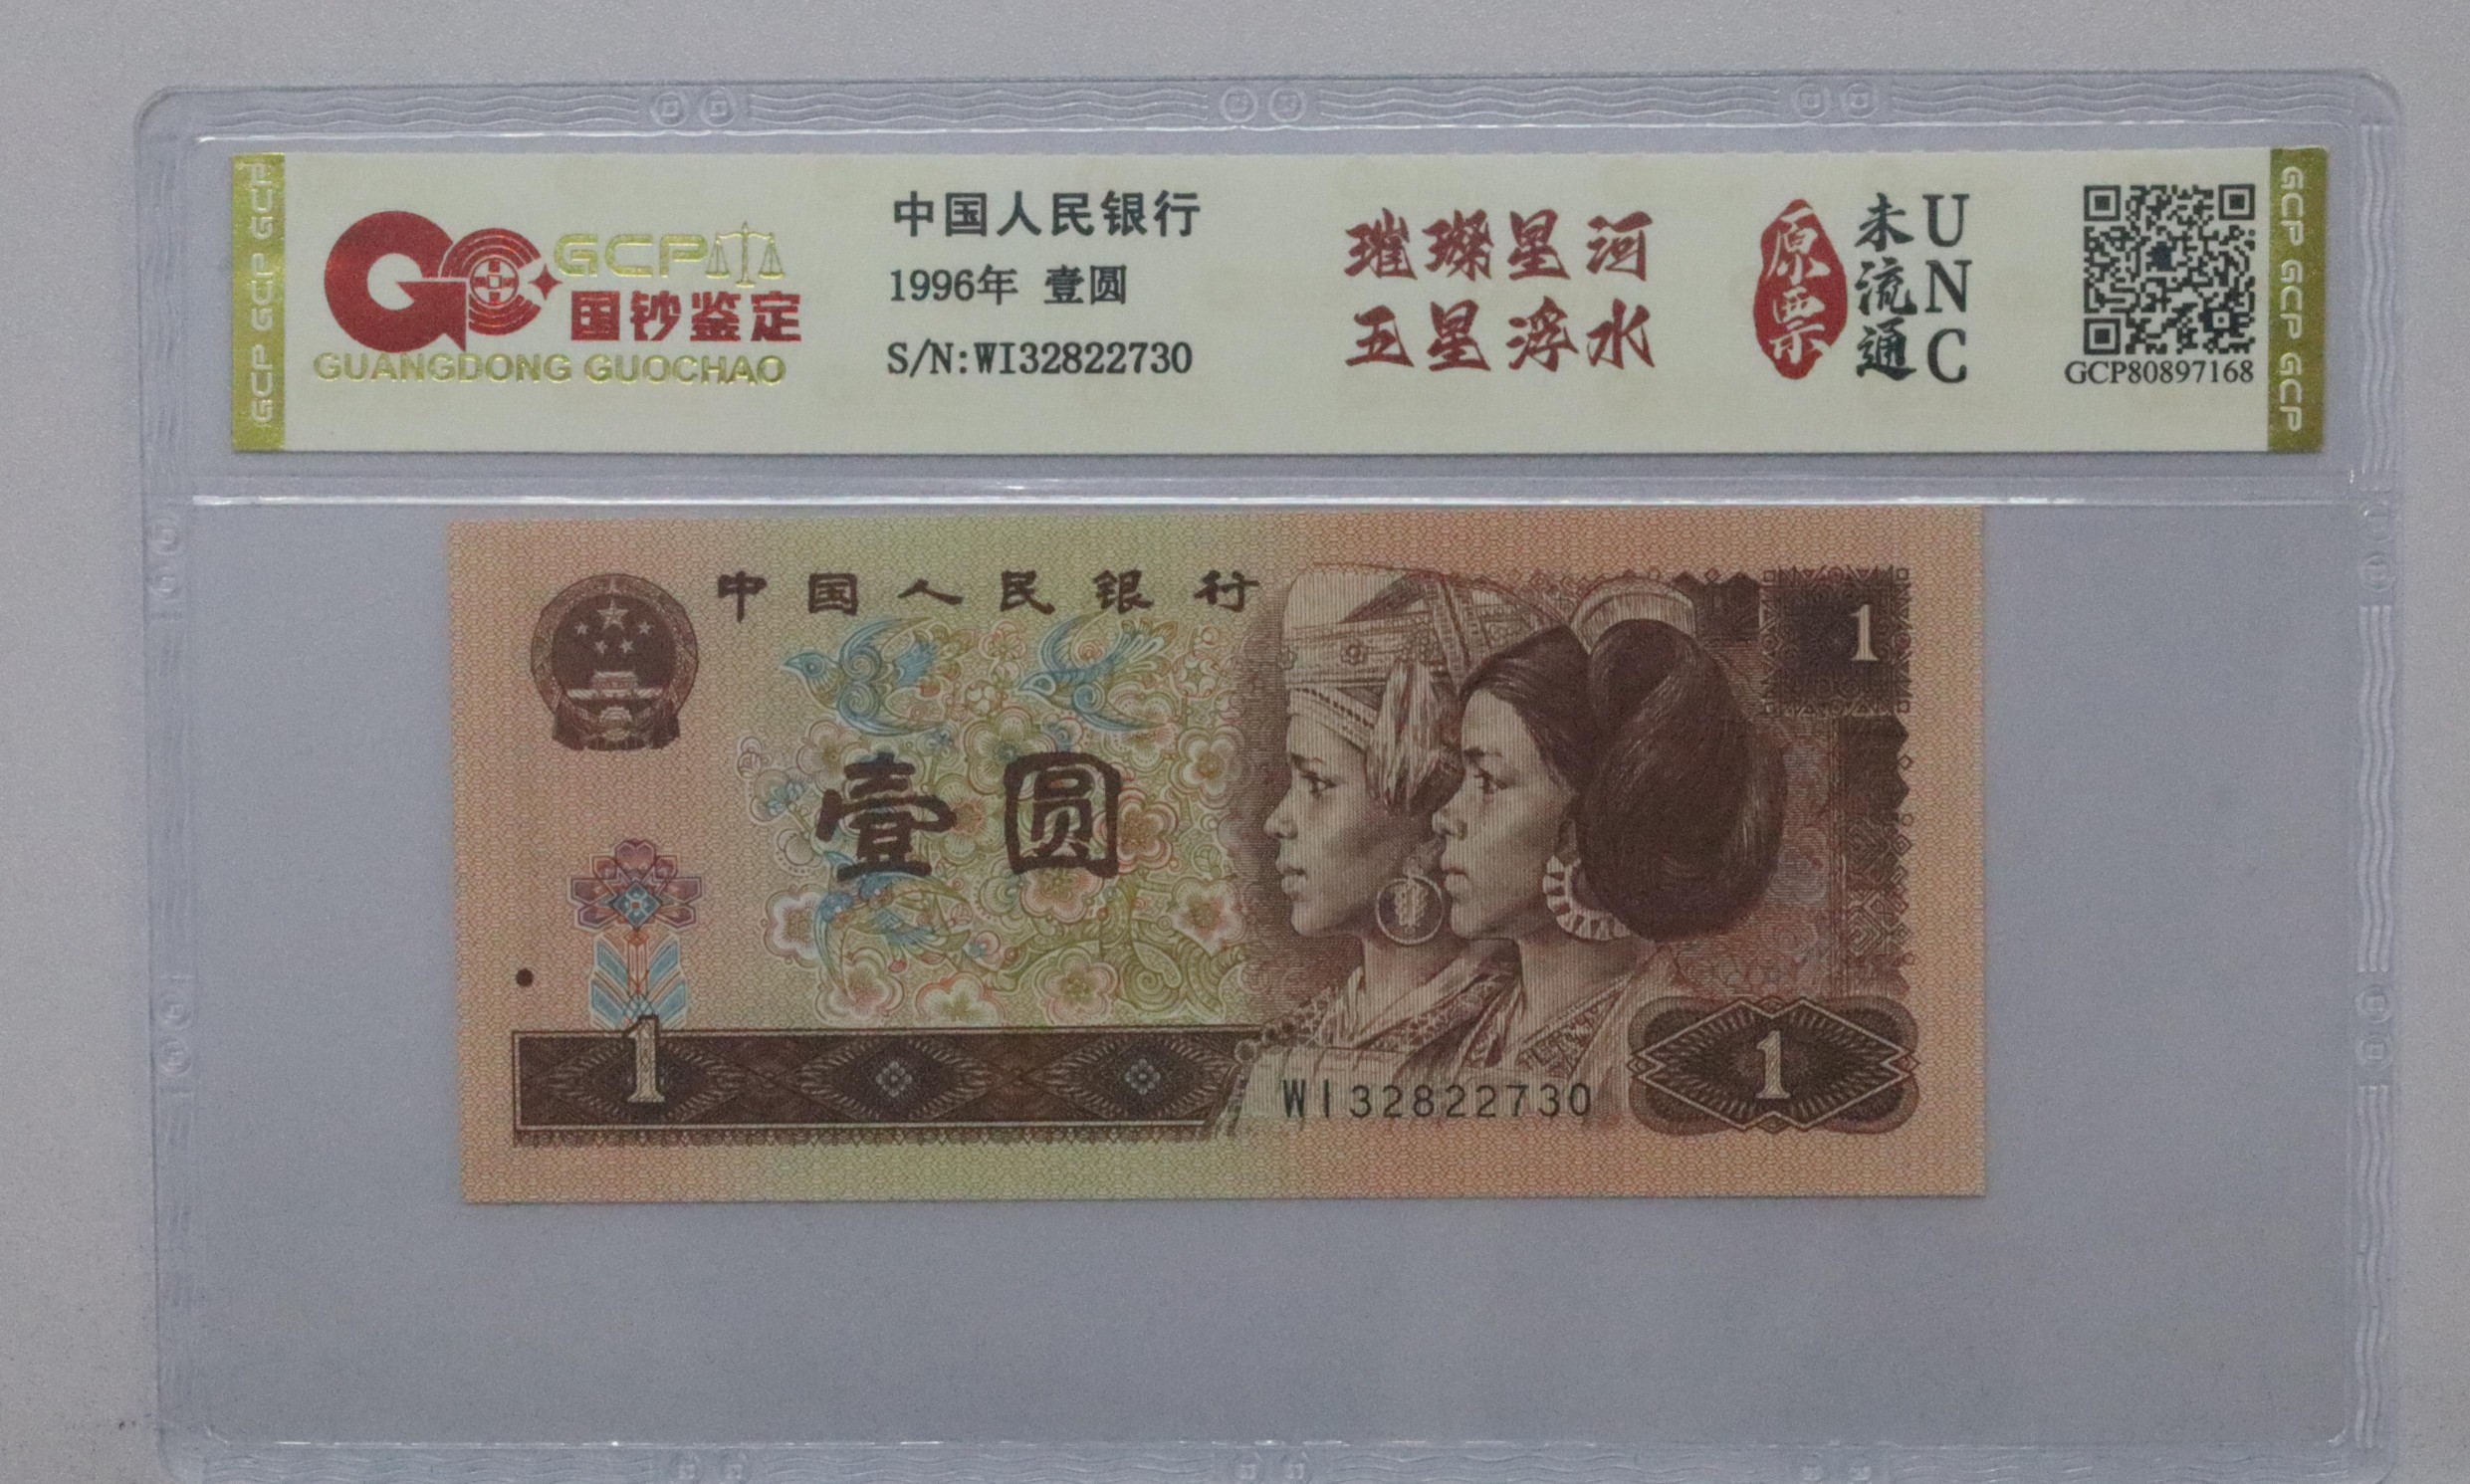 GCP GCP GCP
GCP
国钞鉴定
GUANGDONG GUOCHAO
中国人民银行
1996年 壹圆
S/N:WI32822730
璀璨星河
五星浮水
原票
未流通
UNC
GCP80897168
GCP GCP GCP
中国人民银行
1
壹圆
1
WI32822730
1